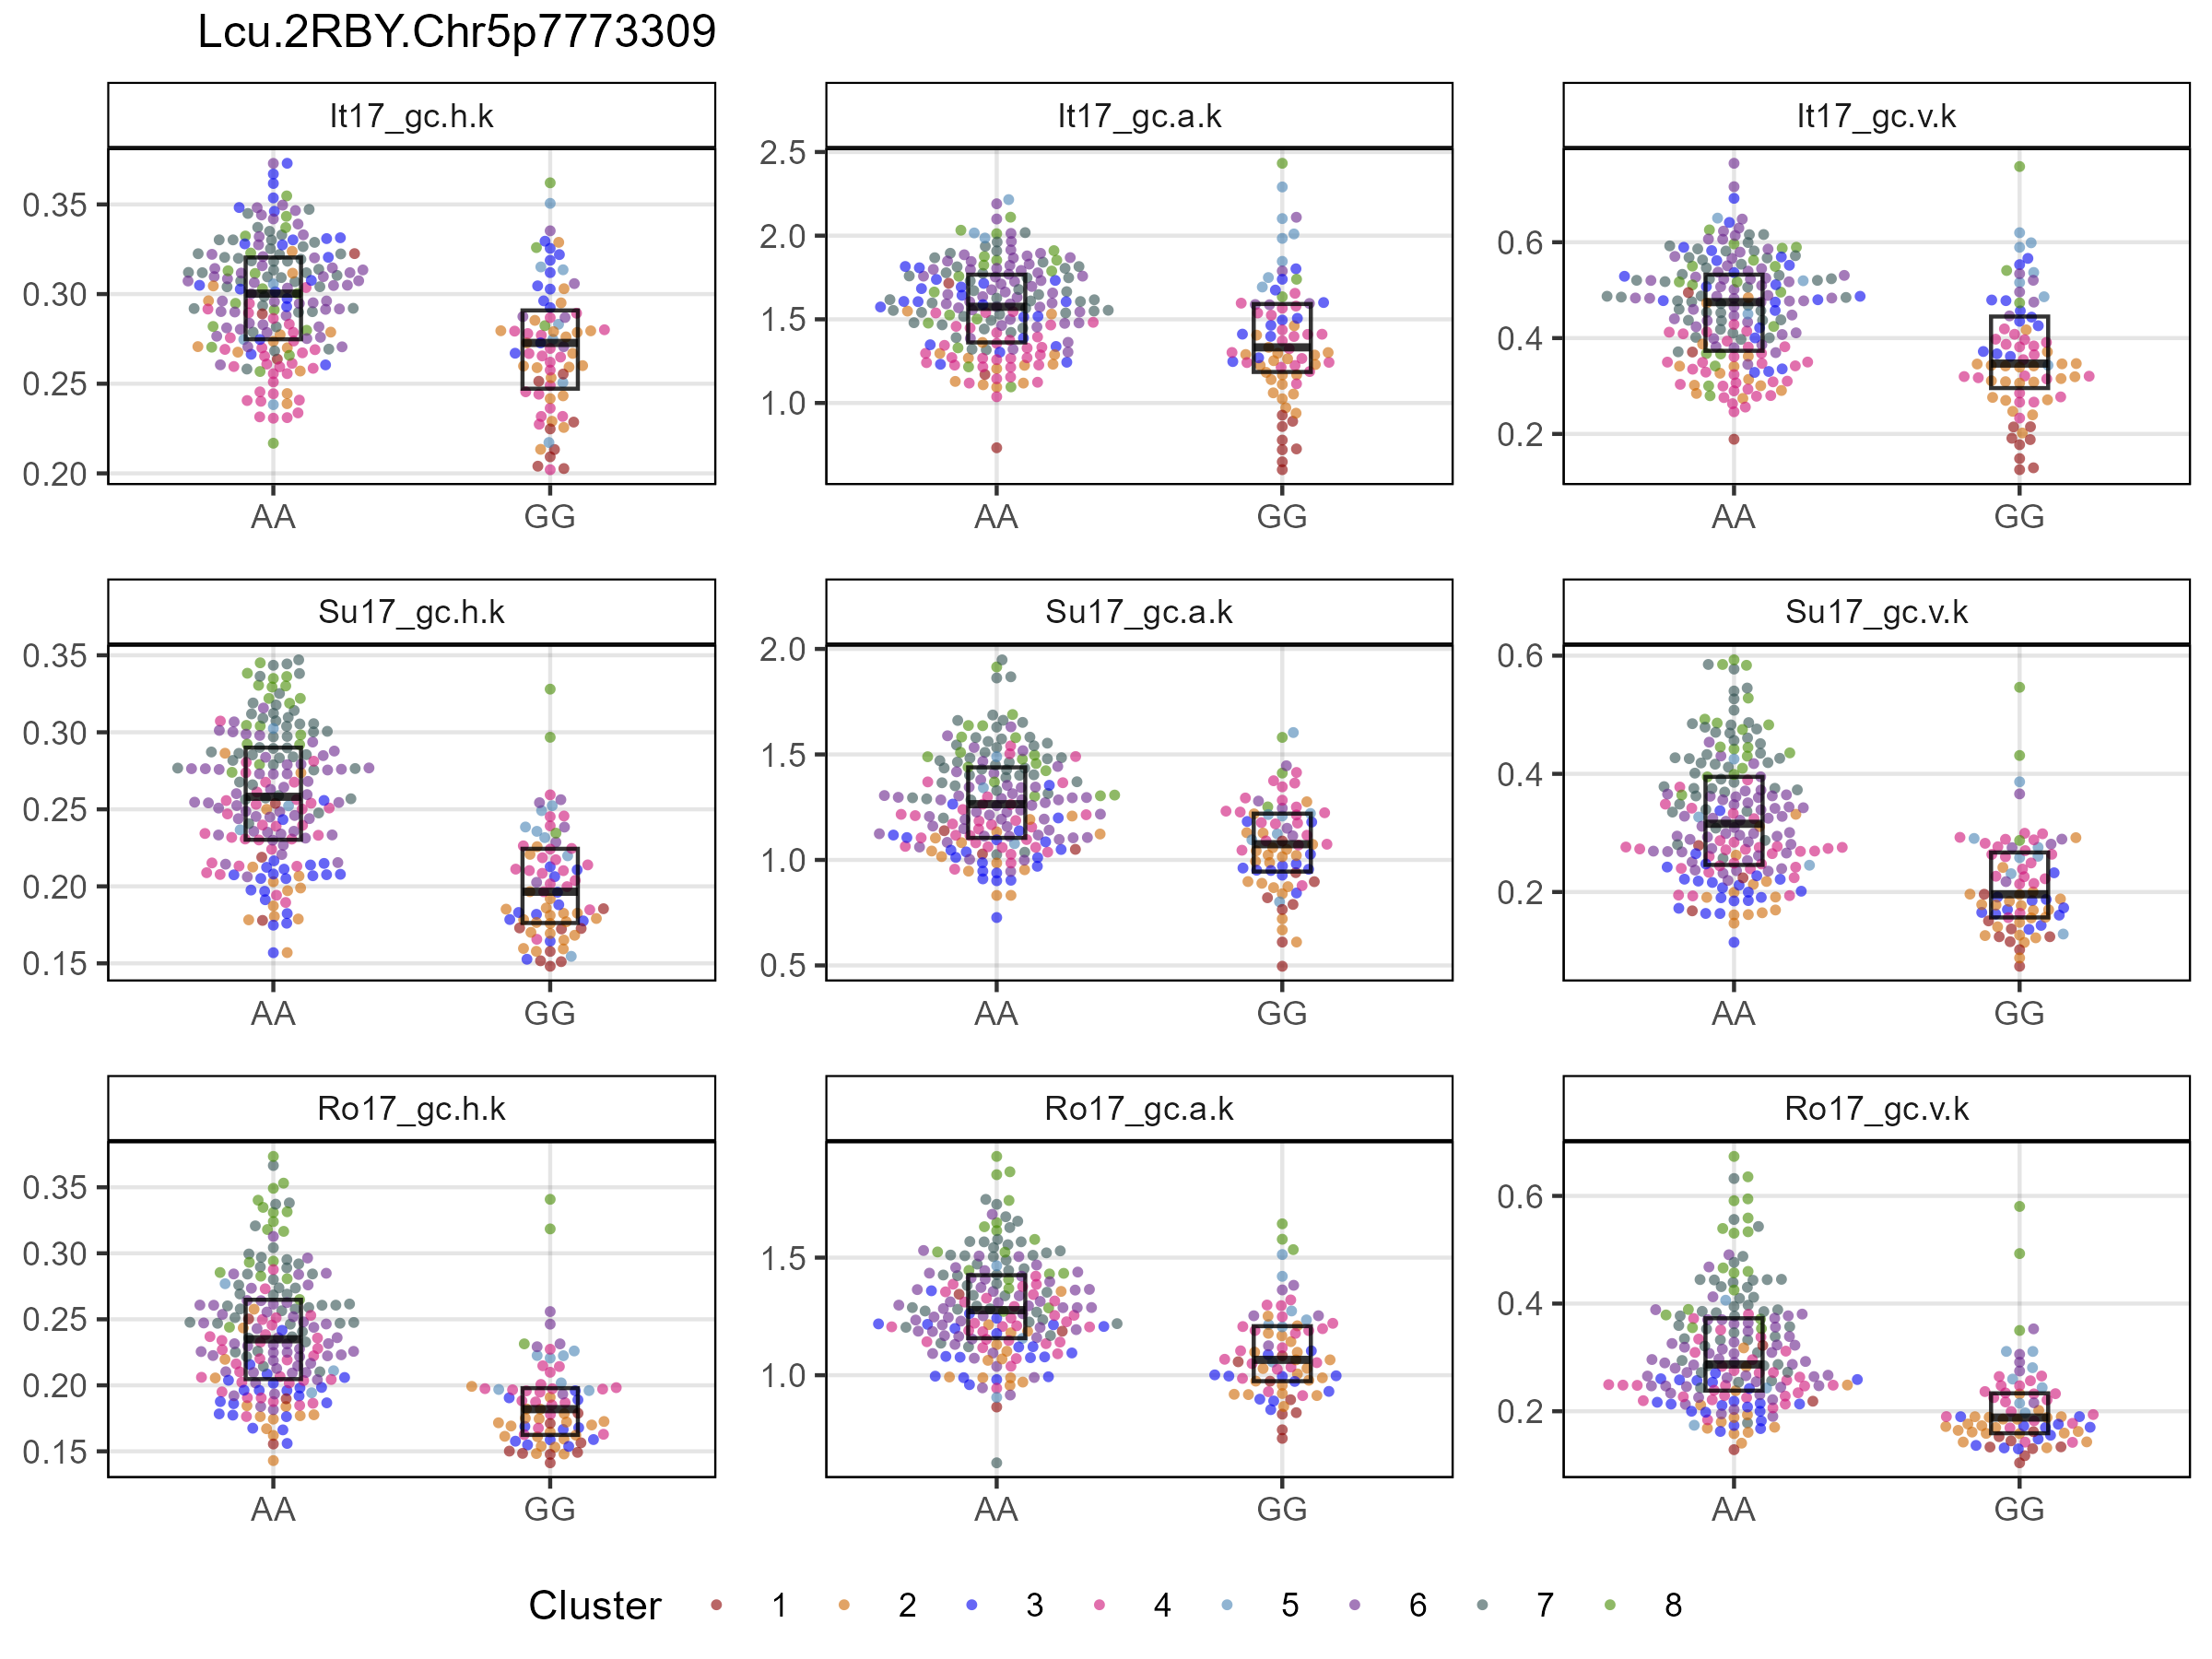 Lcu.2RBY.Chr5p7773309
It17_gc.h.k
It17_gc.a.k
It17_gc.v.k
0.35
0.30
0.25
0.20
2.5
2.0
1.5
1.0
0.6
0.4
0.2
AA GG
AA GG
AA GG
Su17_gc.h.k
Su17_gc.a.k
Su17_gc.v.k
0.35
0.30
0.25
0.20
0.15
2.0
1.5
1.0
0.5
0.6
0.4
0.2
AA GG
AA GG
AA GG
Ro17_gc.h.k
Ro17_gc.a.k
Ro17_gc.v.k
0.35
0.30
0.25
0.20
0.15
1.5
1.0
0.6
0.4
0.2
AA GG
AA GG
AA GG
Cluster 1 2 3 4 5 6 7 8